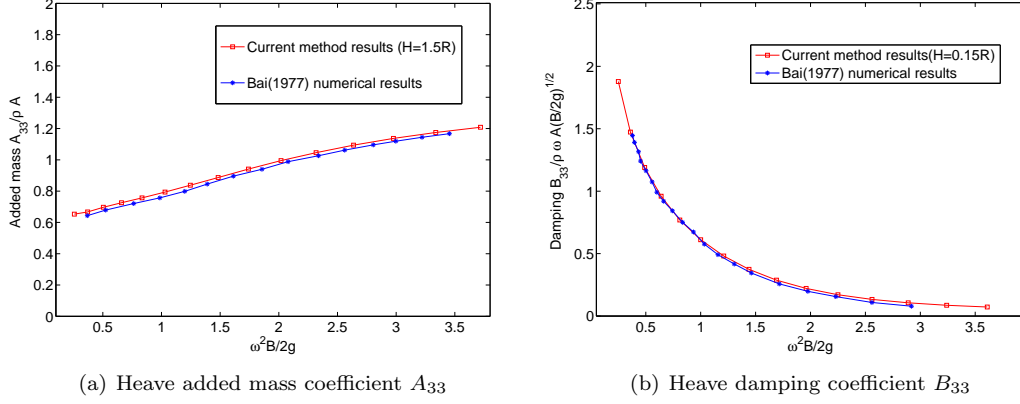 2
1.8
1.6
1.4
1.2
1
0.8
0.6
0.4
0.2
0
Added mass A33/ρ A
Current method results (H=1.5R)
Bai(1977) numerical results
0.5 1 1.5 2 2.5 3 3.5
ω²B/2g
(a) Heave added mass coefficient A33
2.5
2
1.5
1
0.5
0
Damping B33/ρ ω A(B/2g)^1/2
Current method results(H=0.15R)
Bai(1977) numerical results
0.5 1 1.5 2 2.5 3 3.5
ω²B/2g
(b) Heave damping coefficient B33